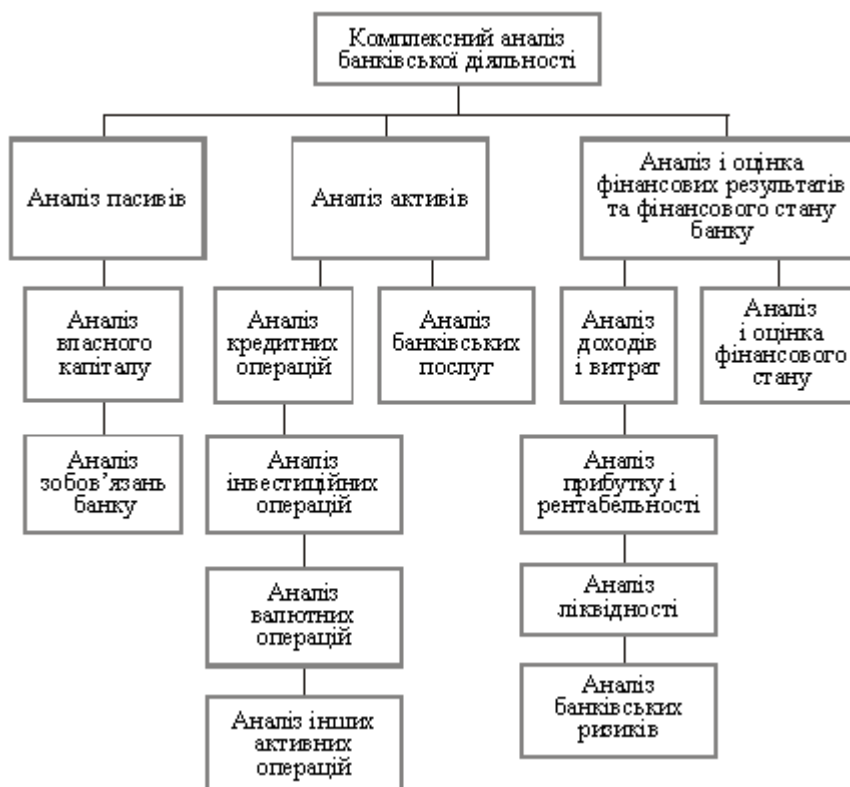 Комплексний аналіз
банківської діяльності
Аналіз пасивів
Аналіз активів
Аналіз і оцінка
фінансових результатів
та фінансового стану
банку
Аналіз
власного
капіталу
Аналіз
кредитних
операцій
Аналіз
банківських
послуг
Аналіз
доходів
і витрат
Аналіз
і оцінка
фінансового
стану
Аналіз
зобов’язань
банку
Аналіз
інвестиційних
операцій
Аналіз
прибутку і
рентабельності
Аналіз
валютних
операцій
Аналіз
ліквідності
Аналіз інших
активних
операцій
Аналіз
банківських
ризиків